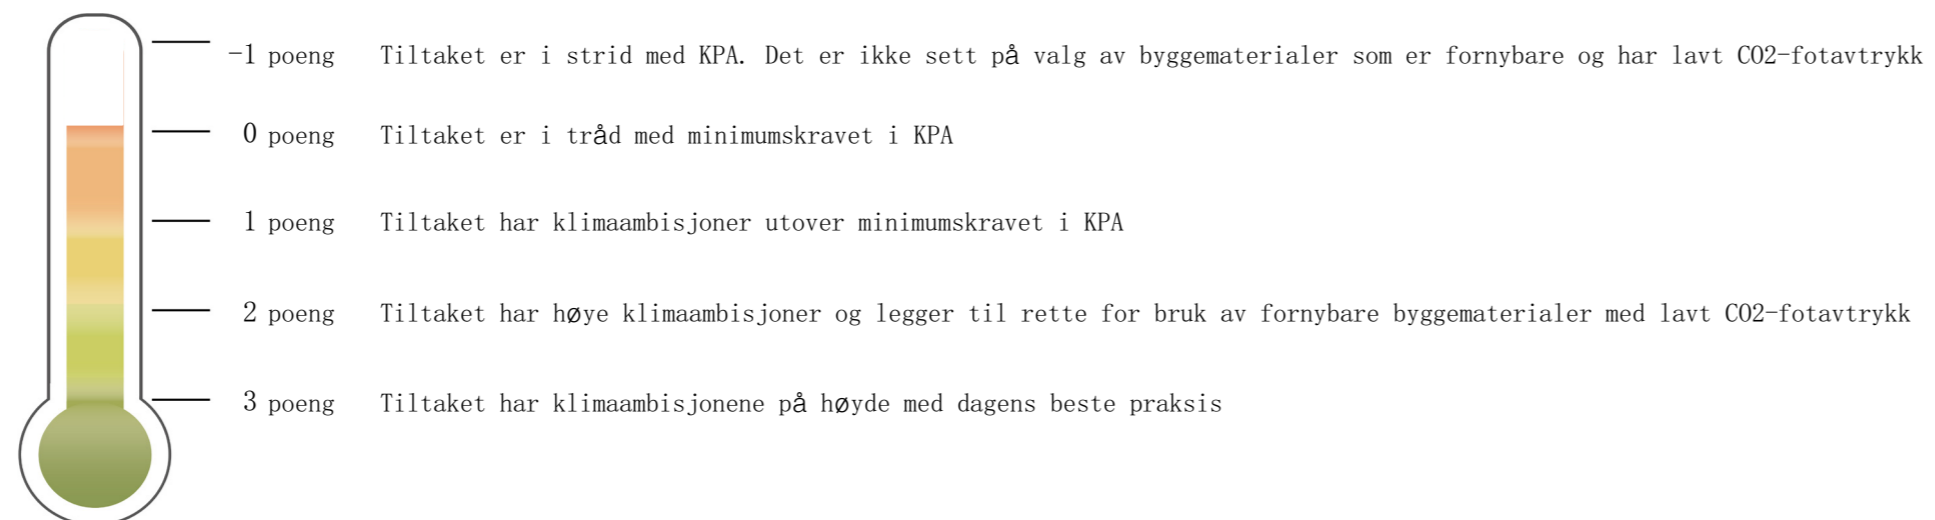 -1 poeng Tiltaket er i strid med KPA. Det er ikke sett på valg av byggematerialer som er fornybare og har lavt CO2-fotavtrykk
0 poeng Tiltaket er i tråd med minimumskravet i KPA
1 poeng Tiltaket har klimaambisjoner utover minimumskravet i KPA
2 poeng Tiltaket har høye klimaambisjoner og legger til rette for bruk av fornybare byggematerialer med lavt CO2-fotavtrykk
3 poeng Tiltaket har klimaambisjonene på høyde med dagens beste praksis